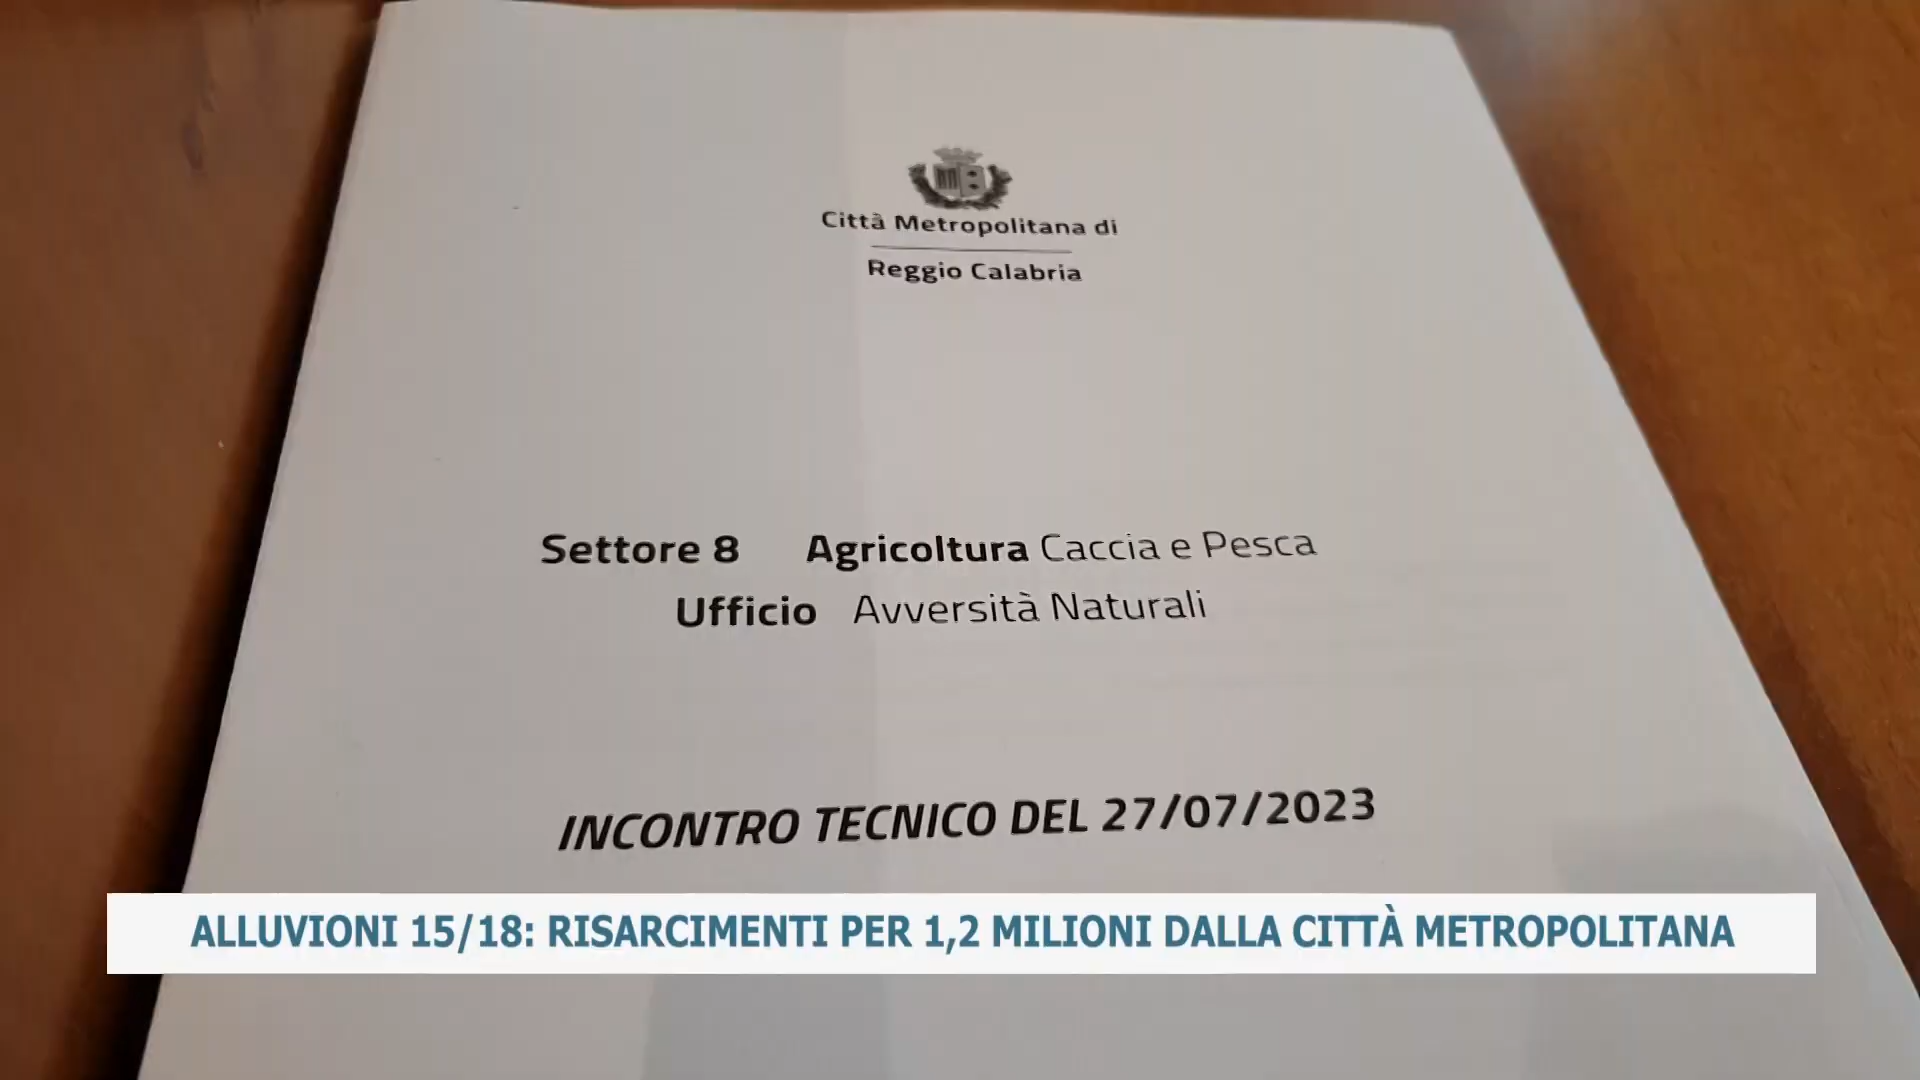 Città Metropolitana di
Reggio Calabria
Settore 8 Agricoltura Caccia e Pesca
Ufficio Avversità Naturali
INCONTRO TECNICO DEL 27/07/2023
ALLUVIONI 15/18: RISARCIMENTI PER 1,2 MILIONI DALLA CITTÀ METROPOLITANA